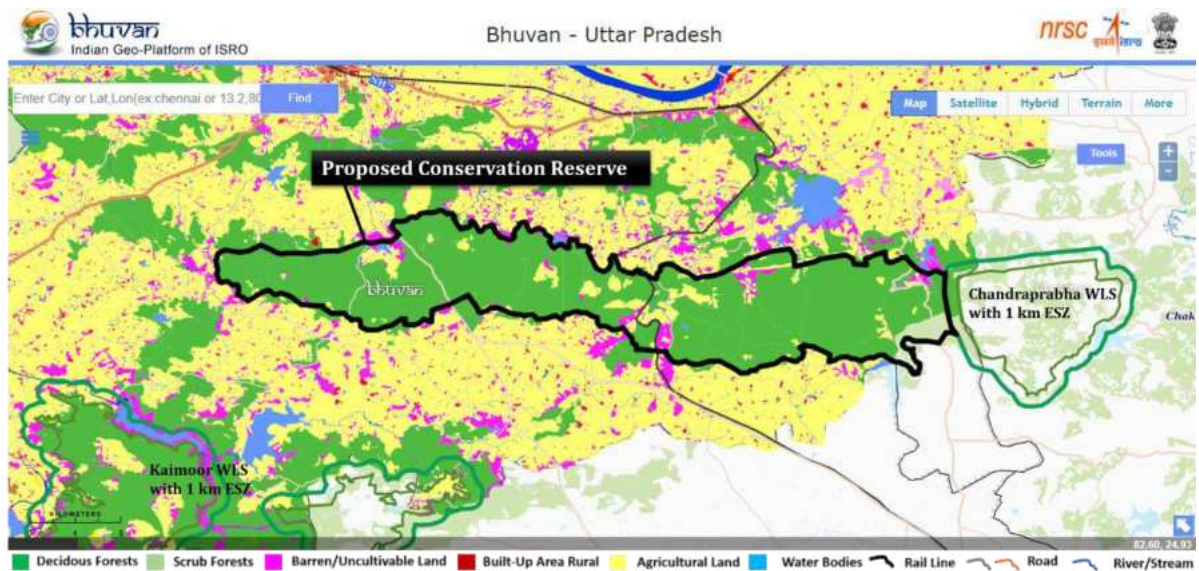 bhuvan
Indian Geo-Platform of ISRO
Bhuvan - Uttar Pradesh
nrsc इसरो isro
Enter City or Lat,Lon(ex:chennai or 13.2,80
Find
Map Satellite Hybrid Terrain More
Tools
+
-
Proposed Conservation Reserve
bhuvan
Chandraprabha WLS
with 1 km ESZ
Chak
Kaimoor WLS
with 1 km ESZ
KILOMETERS
82.60, 24.93
Decidous Forests Scrub Forests Barren/Uncultivable Land Built-Up Area Rural Agricultural Land Water Bodies Rail Line Road River/Stream